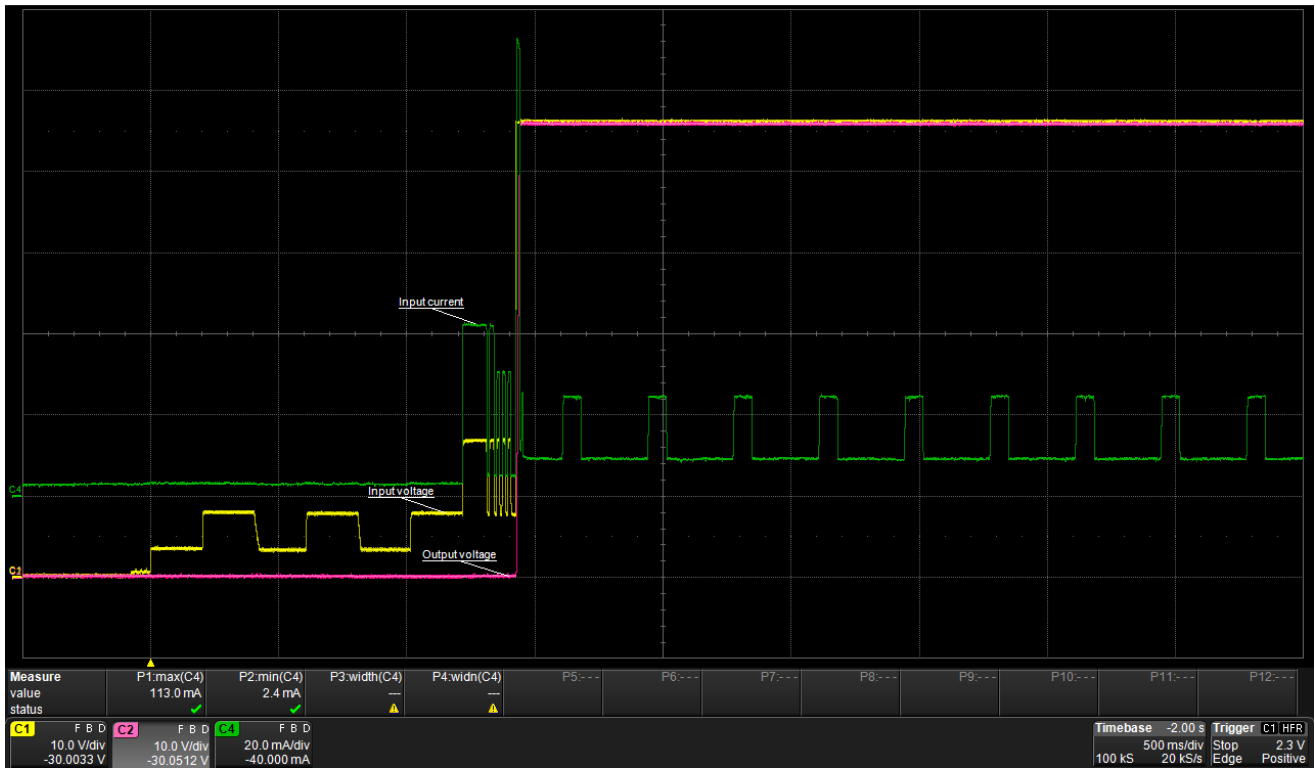 Input current
C4
Input voltage
Output voltage
Measure P1:max(C4) P2:min(C4) P3:width(C4) P4:widn(C4) P5:--- P6:--- P7:--- P8:--- P9:--- P10:--- P11:--- P12:---
value 113.0 mA 2.4 mA --- ---
status
C1 F B D C2 F B D C4 F B D Timebase -2.00 s Trigger C1 HFR
10.0 V/div 10.0 V/div 20.0 mA/div 500 ms/div Stop 2.3 V
-30.0033 V -30.0512 V -40.000 mA 100 kS 20 kS/s Edge Positive